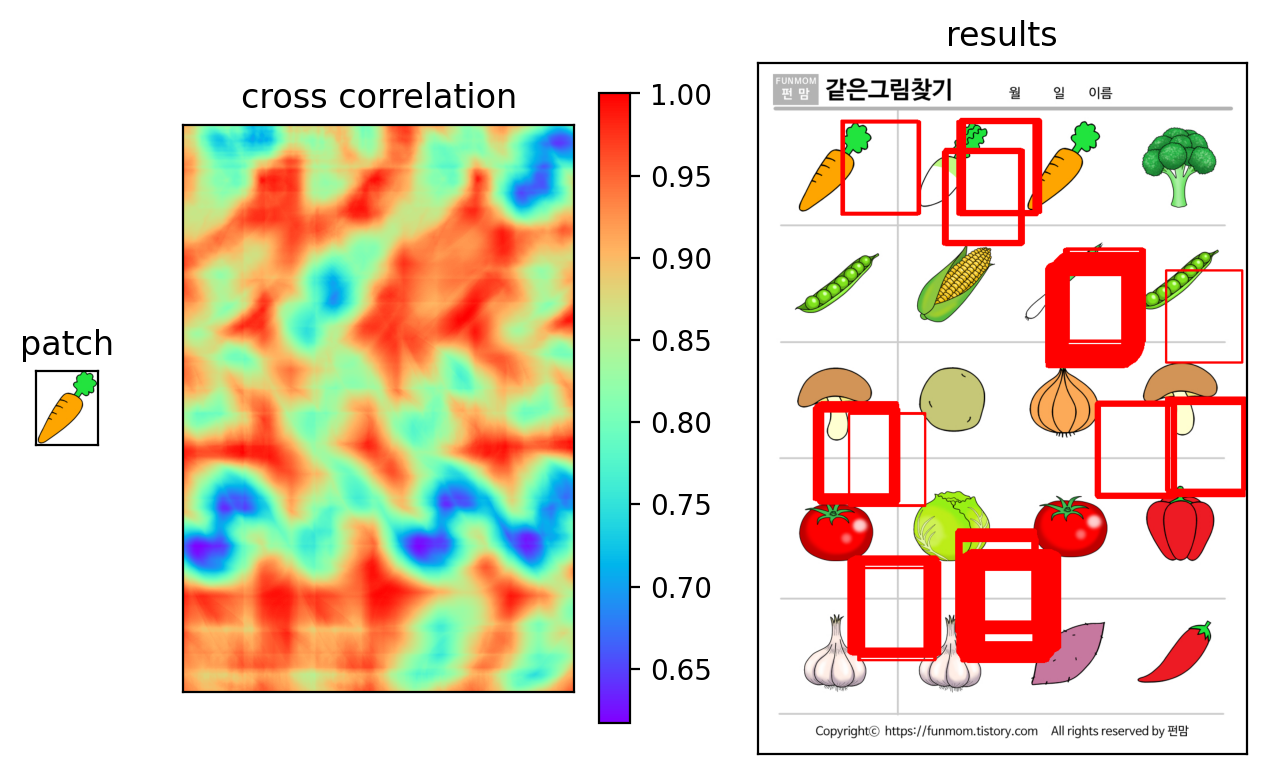 results
FUNMOM
편 맘
같은그림찾기
월 일 이름
cross correlation
patch
1.00
0.95
0.90
0.85
0.80
0.75
0.70
0.65
Copyrightⓒ https://funmom.tistory.com All rights reserved by 편맘